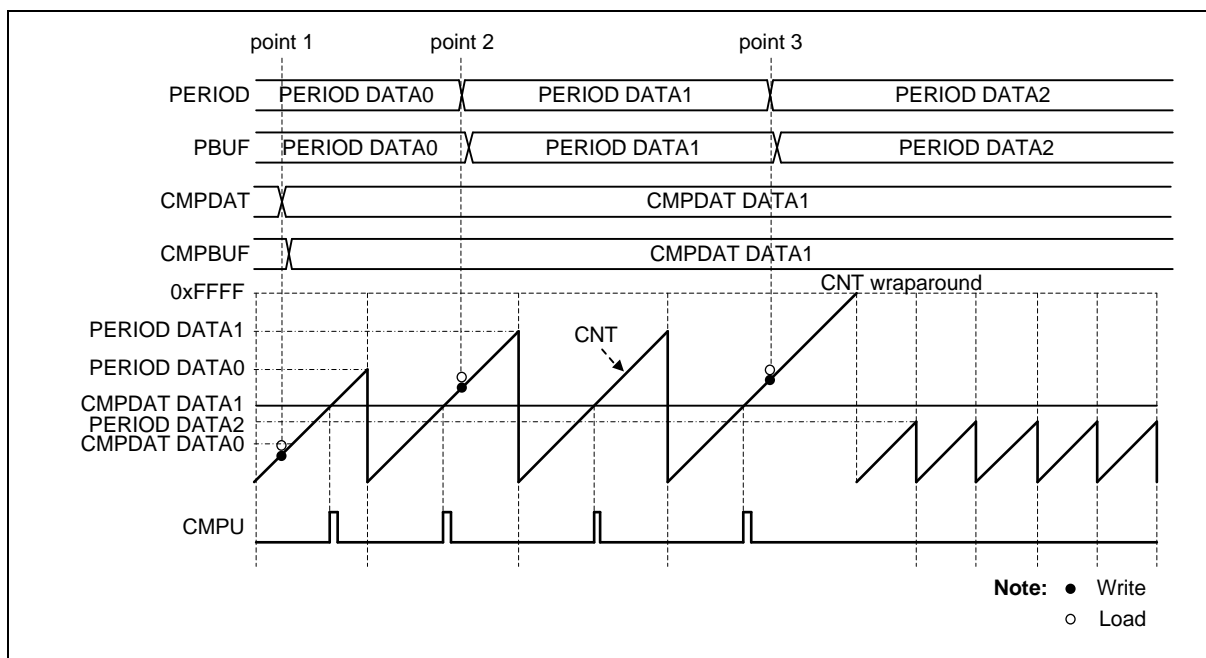 point 1 point 2 point 3
PERIOD PERIOD DATA0 PERIOD DATA1 PERIOD DATA2
PBUF PERIOD DATA0 PERIOD DATA1 PERIOD DATA2
CMPDAT CMPDAT DATA1
CMPBUF CMPDAT DATA1
0xFFFF CNT wraparound
PERIOD DATA1 CNT
PERIOD DATA0
CMPDAT DATA1
PERIOD DATA2
CMPDAT DATA0
CMPU
Note: Write
Load